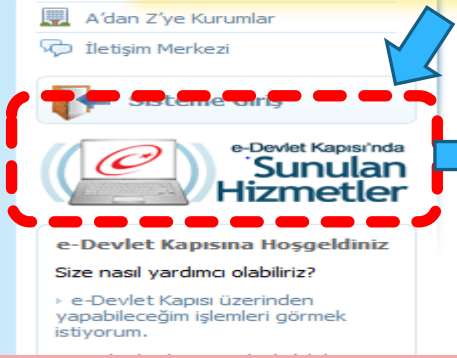 A'dan Z'ye Kurumlar
İletişim Merkezi
Sisteme Giriş
e-Devlet Kapısı'nda
Sunulan
Hizmetler
e-Devlet Kapısına Hoşgeldiniz
Size nasıl yardımcı olabiliriz?
e-Devlet Kapısı üzerinden
yapabileceğim işlemleri görmek
istiyorum.